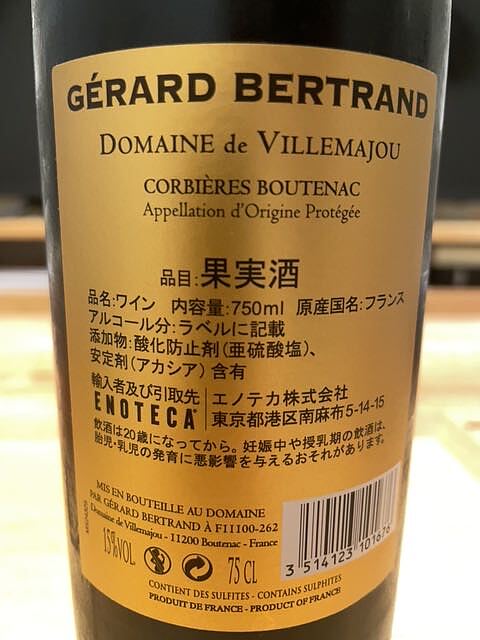 GÉRARD BERTRAND
DOMAINE de VILLEMAJOU
CORBIÈRES BOUTENAC
Appellation d'Origine Protégée
品目:果実酒
品名:ワイン 内容量:750ml 原産国名:フランス
アルコール分:ラベルに記載
添加物:酸化防止剤(亜硫酸塩)、
安定剤(アカシア)含有
輸入者及び引取先
ENOTECA® エノテカ株式会社
東京都港区南麻布5-14-15
飲酒は20歳になってから。妊娠中や授乳期の飲酒は、
胎児・乳児の発育に悪影響を与えるおそれがあります。
MIS EN BOUTEILLE AU DOMAINE
PAR GÉRARD BERTRAND À F11100-262
Domaine de Villemajou - 11200 Boutenac - France
15%VOL. 75 CL
3 514123 101676
CONTIENT DES SULFITES - CONTAINS SULPHITES
PRODUIT DE FRANCE - PRODUCT OF FRANCE